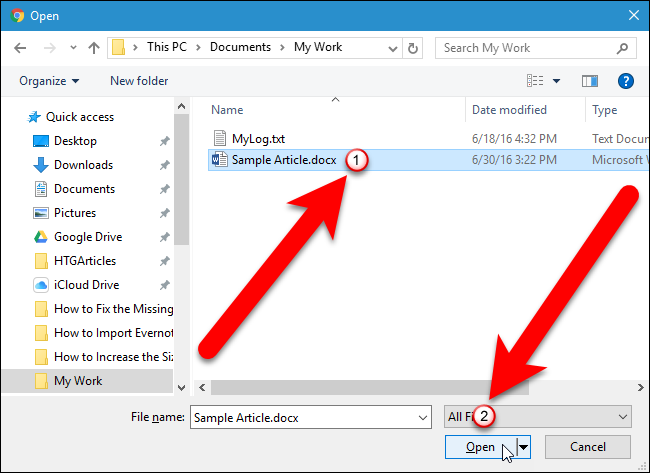 Open
This PC > Documents > My Work
Search My Work
Organize
New folder
?
Name
Date modified
Type
Quick access
Desktop
Downloads
Documents
Pictures
Google Drive
HTGArticles
iCloud Drive
How to Fix the Missing
How to Import Evernot
How to Increase the Siz
My Work
MyLog.txt
6/18/16 4:32 PM
Text Docu
Sample Article.docx
1
6/30/16 3:22 PM
Microsoft W
File name:
Sample Article.docx
All Fi
2
Open
Cancel